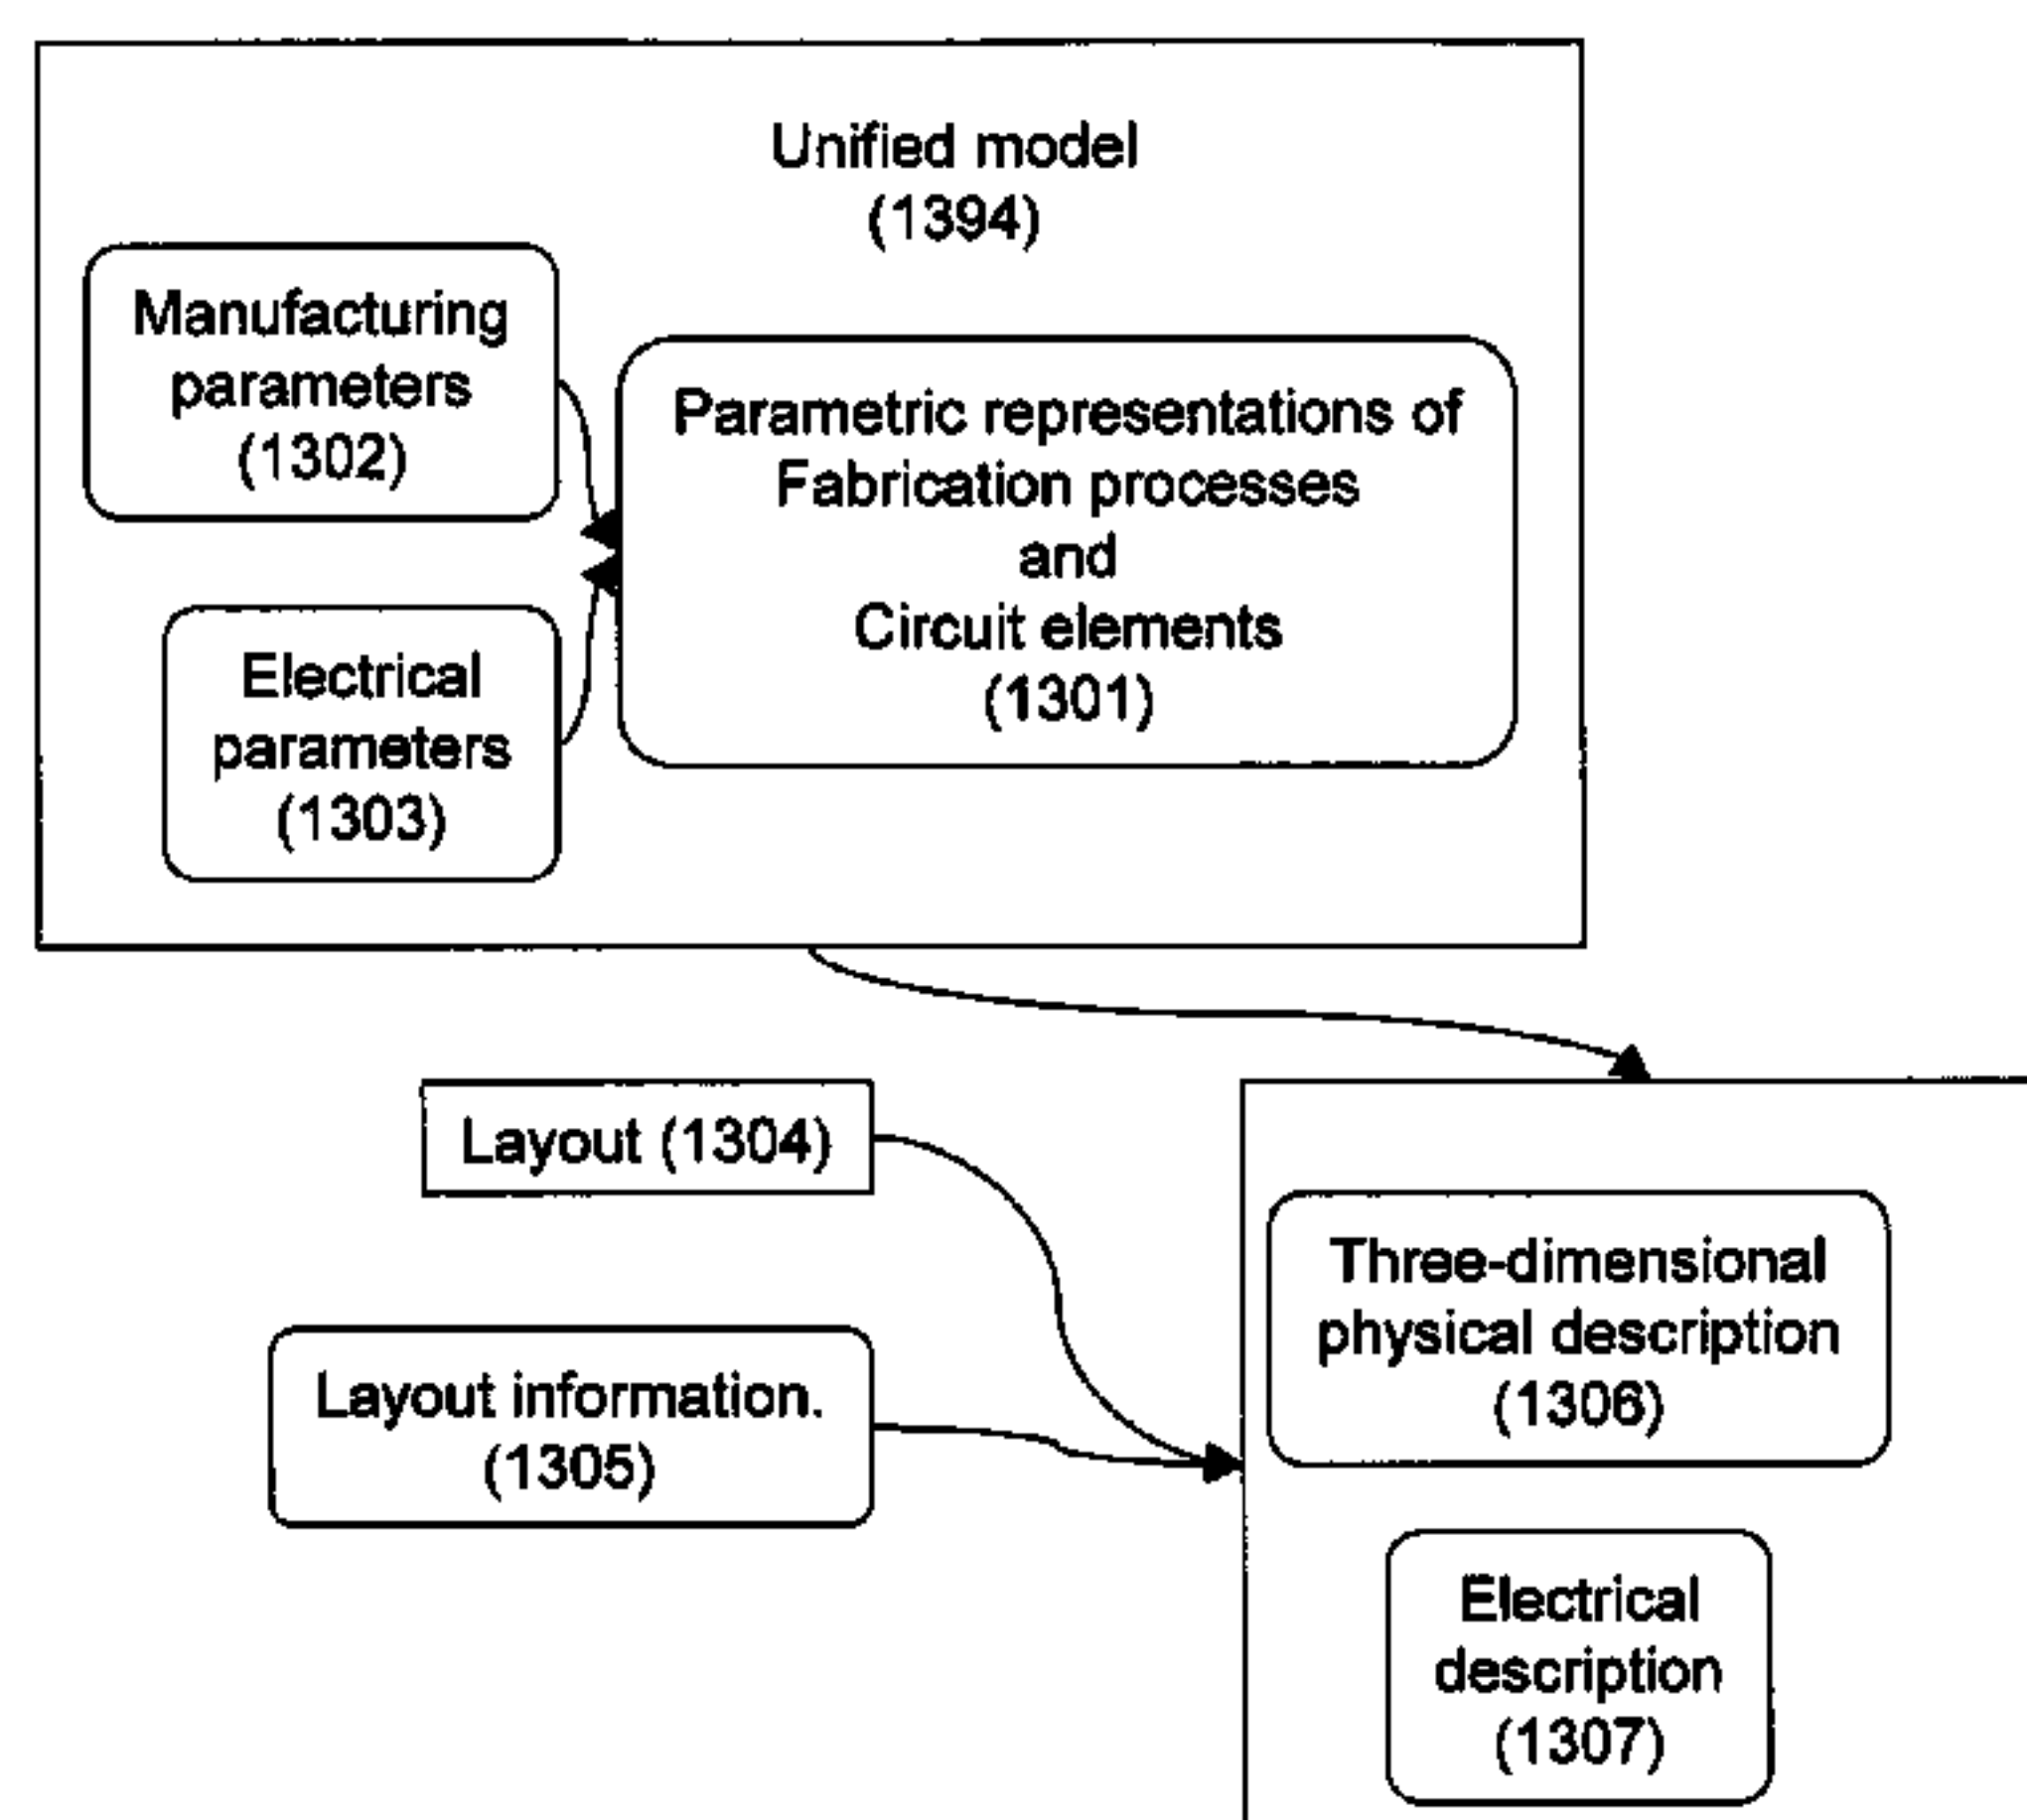 Unified model
(1394)
Manufacturing
parameters
(1302)
Parametric representations of
Fabrication processes
and
Circuit elements
(1301)
Electrical
parameters
(1303)
Layout (1304)
Layout information.
(1305)
Three-dimensional
physical description
(1306)
Electrical
description
(1307)